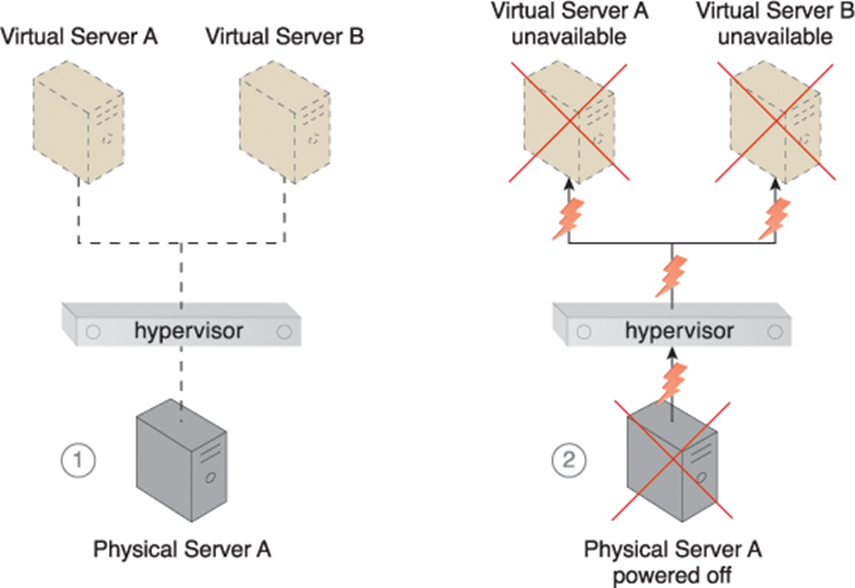 Virtual Server A
Virtual Server B
hypervisor
1
Physical Server A
Virtual Server A
unavailable
Virtual Server B
unavailable
hypervisor
2
Physical Server A
powered off